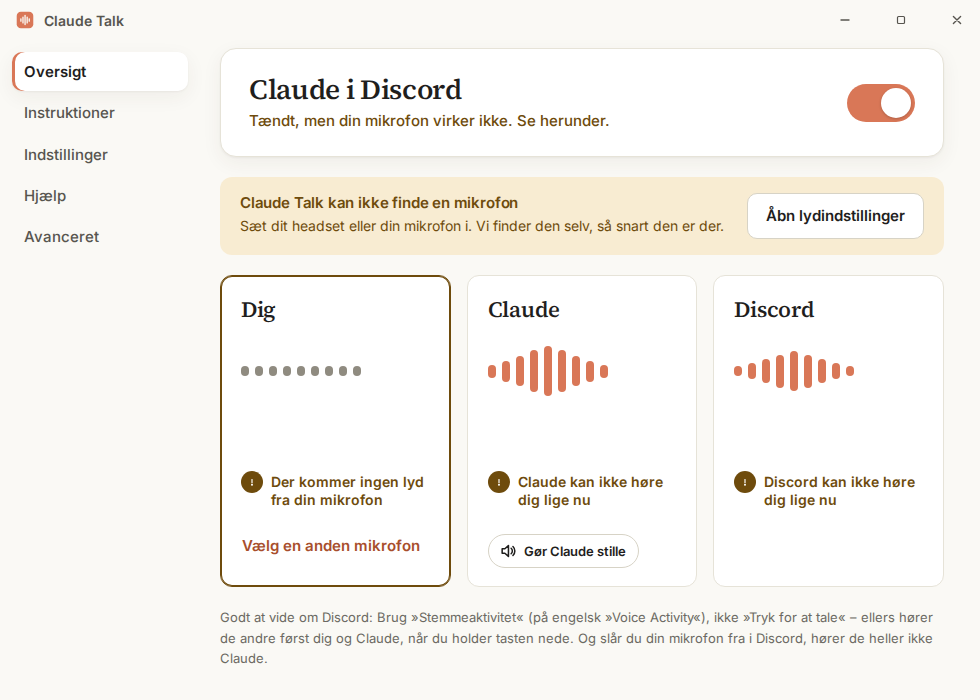 Claude Talk
Oversigt
Instruktioner
Indstillinger
Hjælp
Avanceret
Claude i Discord
Tændt, men din mikrofon virker ikke. Se herunder.
Claude Talk kan ikke finde en mikrofon
Sæt dit headset eller din mikrofon i. Vi finder den selv, så snart den er der.
Åbn lydindstillinger
Dig
Der kommer ingen lyd
fra din mikrofon
Vælg en anden mikrofon
Claude
Claude kan ikke høre
dig lige nu
Gør Claude stille
Discord
Discord kan ikke høre
dig lige nu
Godt at vide om Discord: Brug »Stemmeaktivitet« (på engelsk »Voice Activity«), ikke »Tryk for at tale« – ellers hører
de andre først dig og Claude, når du holder tasten nede. Og slår du din mikrofon fra i Discord, hører de heller ikke
Claude.